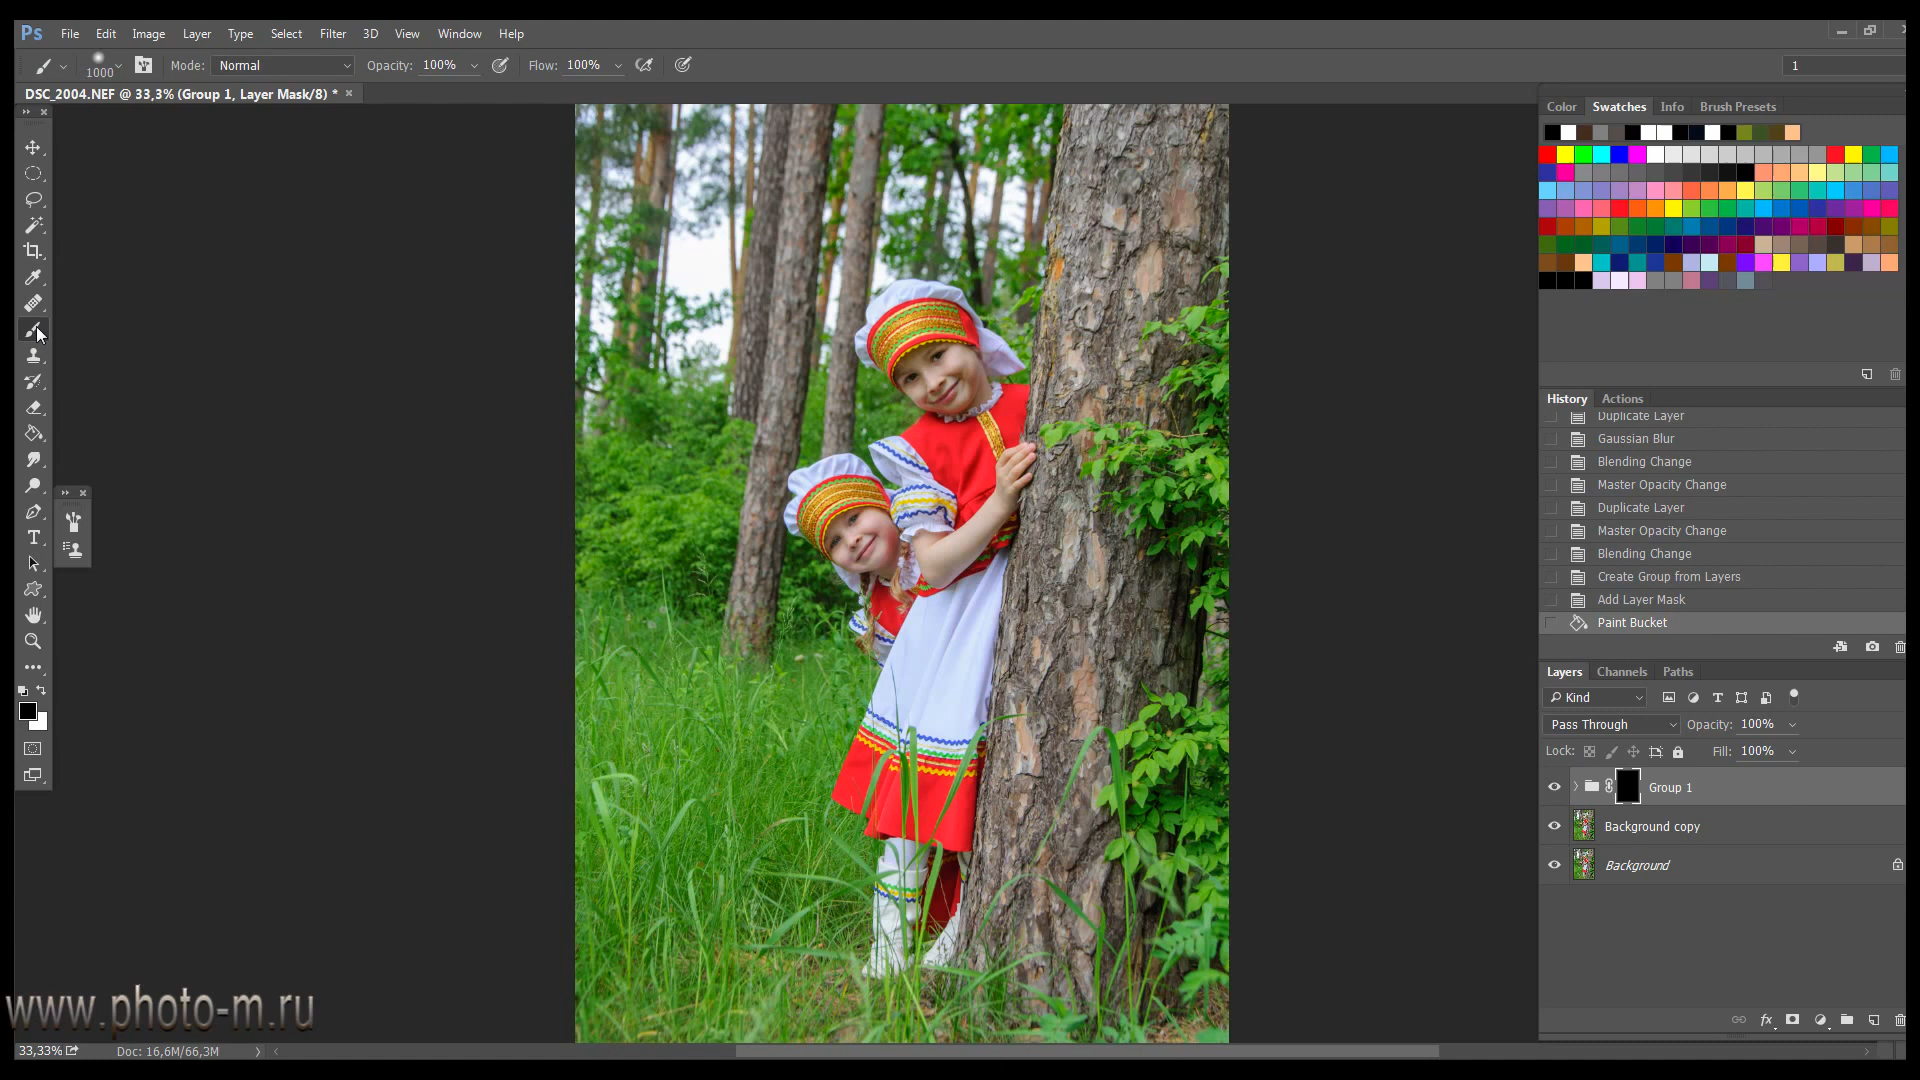 Ps File Edit Image Layer Type Select Filter 3D View Window Help
1000 Mode: Normal Opacity: 100% Flow: 100% 1
DSC_2004.NEF @ 33,3% (Group 1, Layer Mask/8) * ×
Color Swatches Info Brush Presets
History Actions
Duplicate Layer
Gaussian Blur
Blending Change
Master Opacity Change
Duplicate Layer
Master Opacity Change
Blending Change
Create Group from Layers
Add Layer Mask
Paint Bucket
Layers Channels Paths
Kind
Pass Through Opacity: 100%
Lock: Fill: 100%
Group 1
Background copy
Background
fx
www.photo-m.ru
33,33% Doc: 16,6M/66,3M